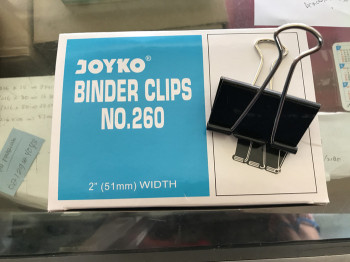 JOYKO
BINDER CLIPS
NO.260
2" (51mm) WIDTH